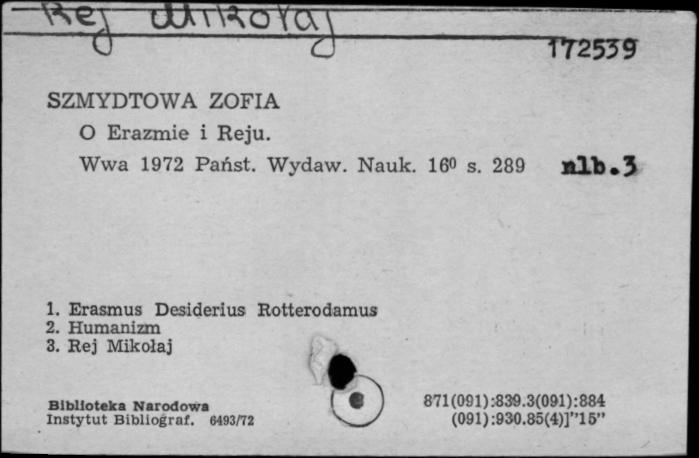 Rej Mikołaj
172539
SZMYDTOWA ZOFIA
O Erazmie i Reju.
Wwa 1972 Państ. Wydaw. Nauk. 16⁰ s. 289 nlb.3
1. Erasmus Desiderius Rotterodamus
2. Humanizm
3. Rej Mikołaj
Biblioteka Narodowa
Instytut Bibliograf. 6493/72
871(091):839.3(091):884
(091):930.85(4)]"15"